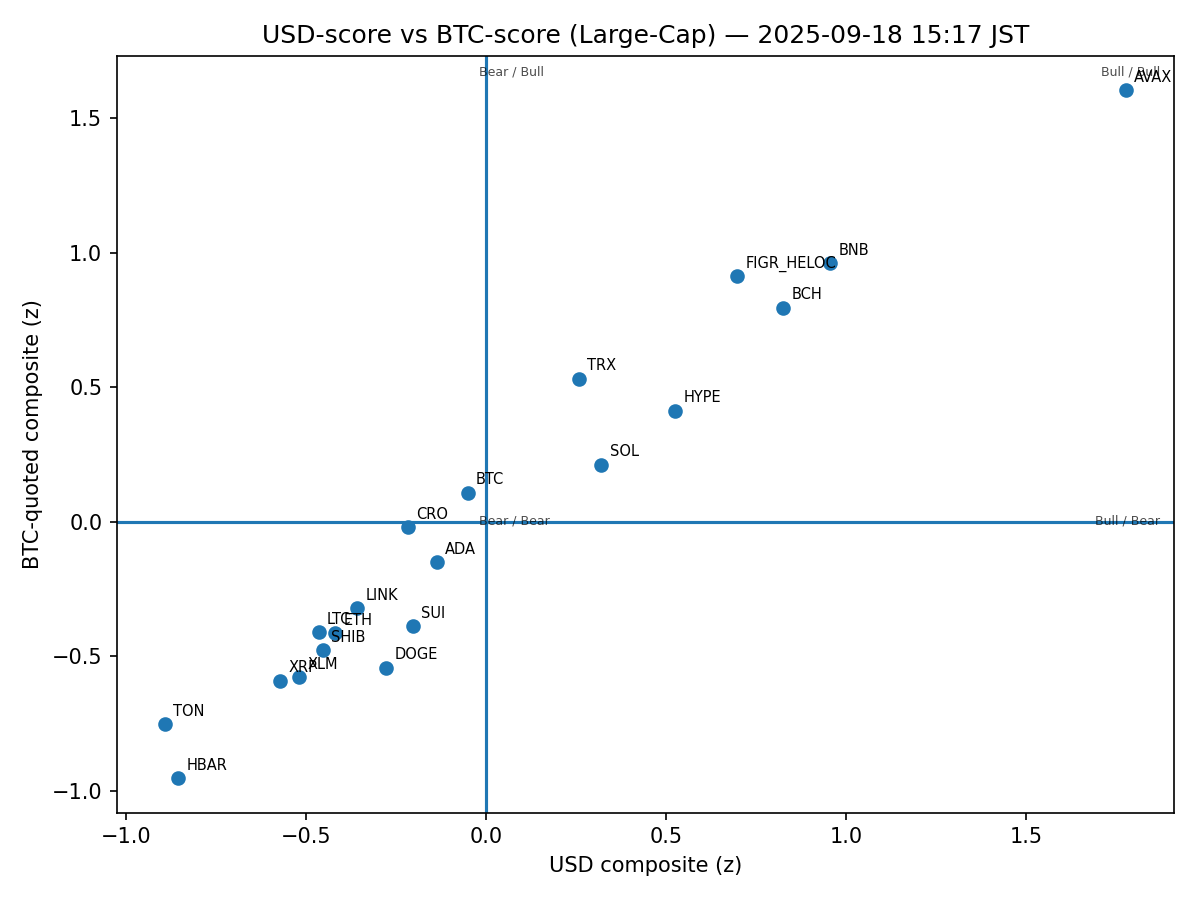 USD-score vs BTC-score (Large-Cap) — 2025-09-18 15:17 JST
Bear / Bull
Bull / Bull
AVAX
1.5
BNB
FIGR_HELOC
1.0
BCH
TRX
HYPE
0.5
SOL
BTC
CRO
Bear / Bear
Bull / Bear
0.0
ADA
LINK
SUI
LTC
ETH
SHIB
DOGE
−0.5
XRP
XLM
TON
HBAR
−1.0
BTC-quoted composite (z)
−1.0 −0.5 0.0 0.5 1.0 1.5
USD composite (z)